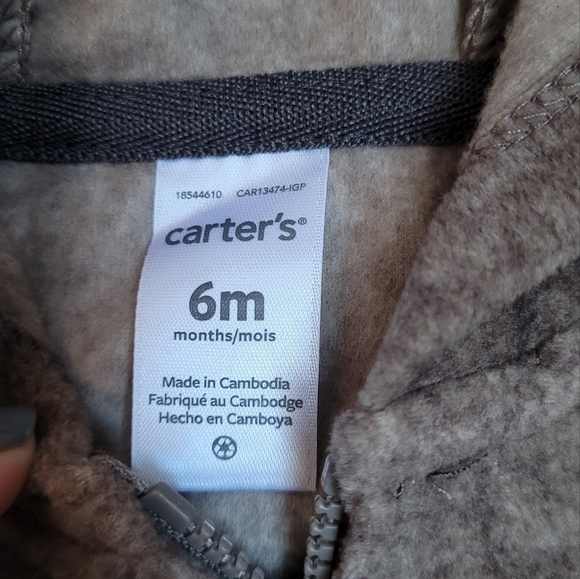 18544610 CAR13474-IGP
carter's®
6m
months/mois
Made in Cambodia
Fabriqué au Cambodge
Hecho en Camboya